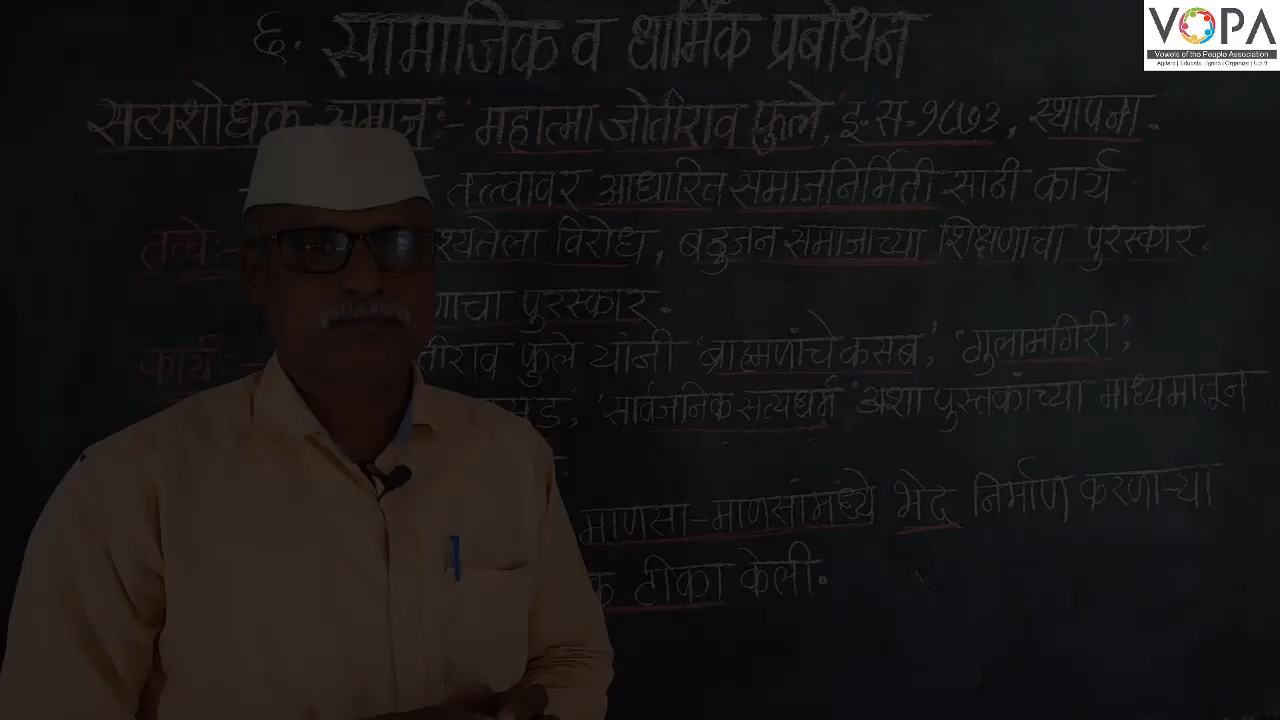 VOPA
Vowels of the People Association
६. सामाजिक व धार्मिक प्रबोधन
सत्यशोधक समाज :- 'महात्मा जोतीराव फुले', इ.स. १८७३, स्थापना.
तत्त्वावर आधारित समाजनिर्मिती साठी कार्य
तत्वे:- विरोध, बहुजन समाजाच्या शिक्षणाचा पुरस्कार.
पुरस्कार.
कार्य:- फुले यांनी 'ब्राह्मणांचे कसब', 'गुलामगिरी',
'सार्वजनिक सत्यधर्म' अशा पुस्तकांच्या माध्यमातून
माणसा-माणसांमध्ये भेद निर्माण करणाऱ्या
टीका केली.